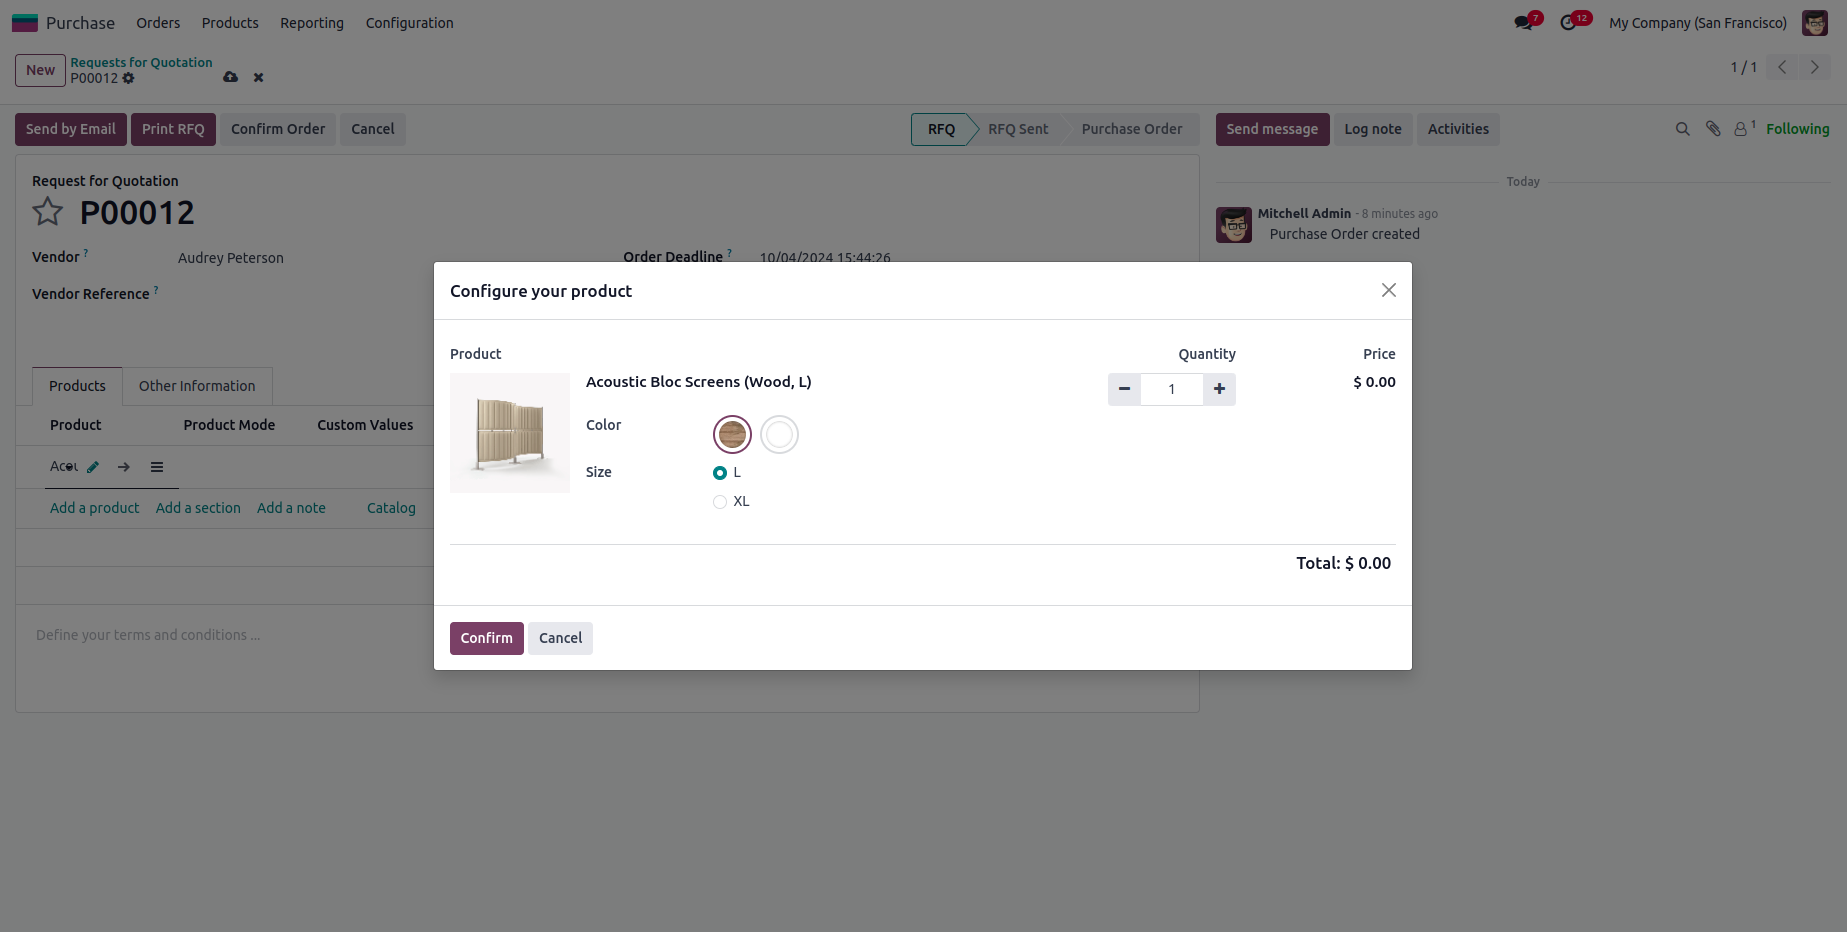 Purchase Orders Products Reporting Configuration 7 12 My Company (San Francisco)
New Requests for Quotation
P00012
1 / 1
Send by Email Print RFQ Confirm Order Cancel RFQ RFQ Sent Purchase Order Send message Log note Activities 1 Following
Request for Quotation
P00012
Today
Mitchell Admin - 8 minutes ago
Purchase Order created
Vendor ? Audrey Peterson Order Deadline ? 10/04/2024 15:44:26
Vendor Reference ?
Products Other Information
Product Product Mode Custom Values
Add a product Add a section Add a note Catalog
Define your terms and conditions ...
Configure your product
Product Quantity Price
Acoustic Bloc Screens (Wood, L) 1 $ 0.00
Color
Size L
XL
Total: $ 0.00
Confirm Cancel